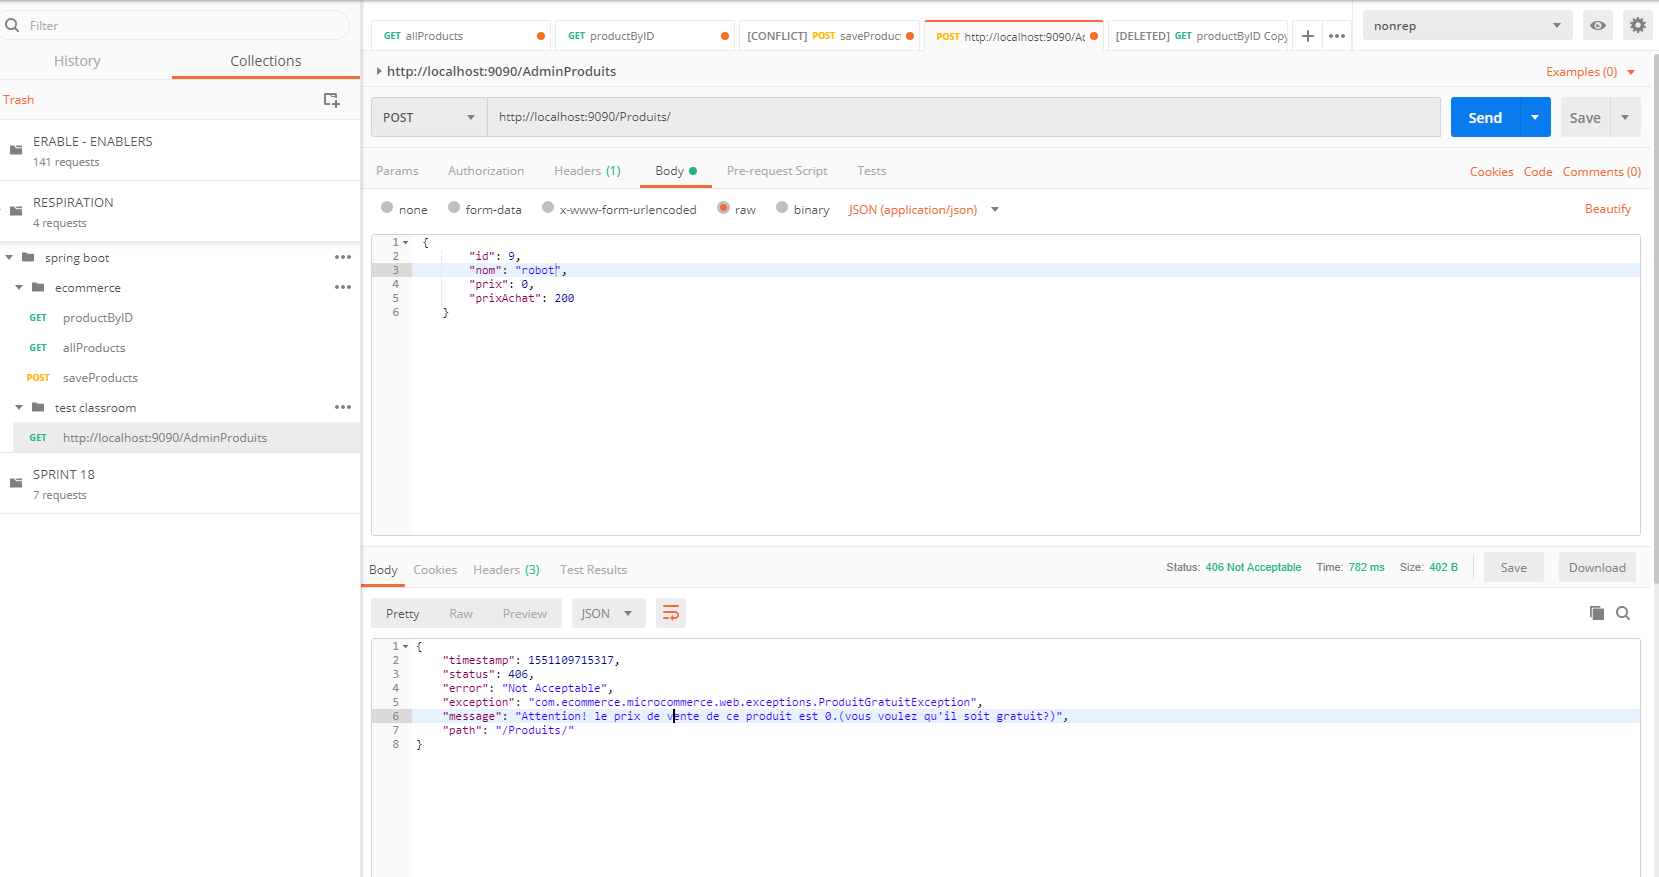 Filter
History
Collections
Trash
ERABLE - ENABLERS
141 requests
RESPIRATION
4 requests
spring boot
ecommerce
GET productByID
GET allProducts
POST saveProducts
test classroom
GET http://localhost:9090/AdminProduits
SPRINT 18
7 requests
GET allProducts
GET productByID
[CONFLICT] POST saveProduc
POST http://localhost:9090/Ad
[DELETED] GET productByID Copy
nonrep
http://localhost:9090/AdminProduits
Examples (0)
POST
http://localhost:9090/Produits/
Send
Save
Params
Authorization
Headers (1)
Body
Pre-request Script
Tests
Cookies
Code
Comments (0)
none
form-data
x-www-form-urlencoded
raw
binary
JSON (application/json)
Beautify
1 {
2 "id": 9,
3 "nom": "robot",
4 "prix": 0,
5 "prixAchat": 200
6 }
Body
Cookies
Headers (3)
Test Results
Status: 406 Not Acceptable
Time: 782 ms
Size: 402 B
Save
Download
Pretty
Raw
Preview
JSON
1 {
2 "timestamp": 1551109715317,
3 "status": 406,
4 "error": "Not Acceptable",
5 "exception": "com.ecommerce.microcommerce.web.exceptions.ProduitGratuitException",
6 "message": "Attention! le prix de vente de ce produit est 0.(vous voulez qu'il soit gratuit?)",
7 "path": "/Produits/"
8 }